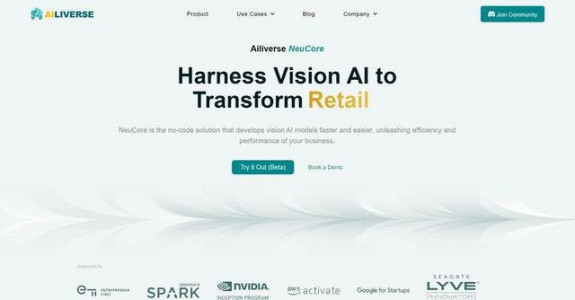 AILIVERSE
Product
Use Cases
Blog
Company
Join Community
Ailiverse NeuCore
Harness Vision AI to
Transform Retail
NeuCore is the no-code solution that develops vision AI models faster and easier, unleashing efficiency and
performance of your business.
Try it Out (Beta)
Book a Demo
Supported by
ENTREPRENEUR
FIRST
SPARK
NVIDIA
INCEPTION PROGRAM
aws activate
Google for Startups
SEAGATE
LYVE
INNOVATOR